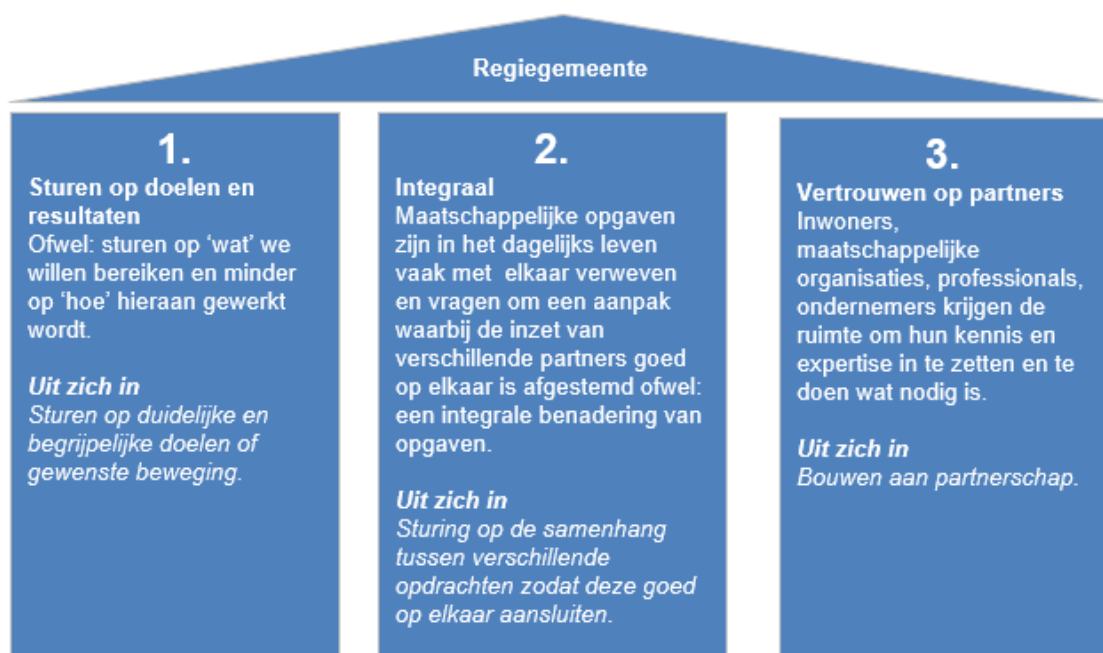 Regiegemeente
1.
Sturen op doelen en
resultaten
Ofwel: sturen op ‘wat’ we
willen bereiken en minder
op ‘hoe’ hieraan gewerkt
wordt.
Uit zich in
Sturen op duidelijke en
begrijpelijke doelen of
gewenste beweging.
2.
Integraal
Maatschappelijke opgaven
zijn in het dagelijks leven
vaak met elkaar verweven
en vragen om een aanpak
waarbij de inzet van
verschillende partners goed
op elkaar is afgestemd ofwel:
een integrale benadering van
opgaven.
Uit zich in
Sturing op de samenhang
tussen verschillende
opdrachten zodat deze goed
op elkaar aansluiten.
3.
Vertrouwen op partners
Inwoners,
maatschappelijke
organisaties, professionals,
ondernemers krijgen de
ruimte om hun kennis en
expertise in te zetten en te
doen wat nodig is.
Uit zich in
Bouwen aan partnerschap.